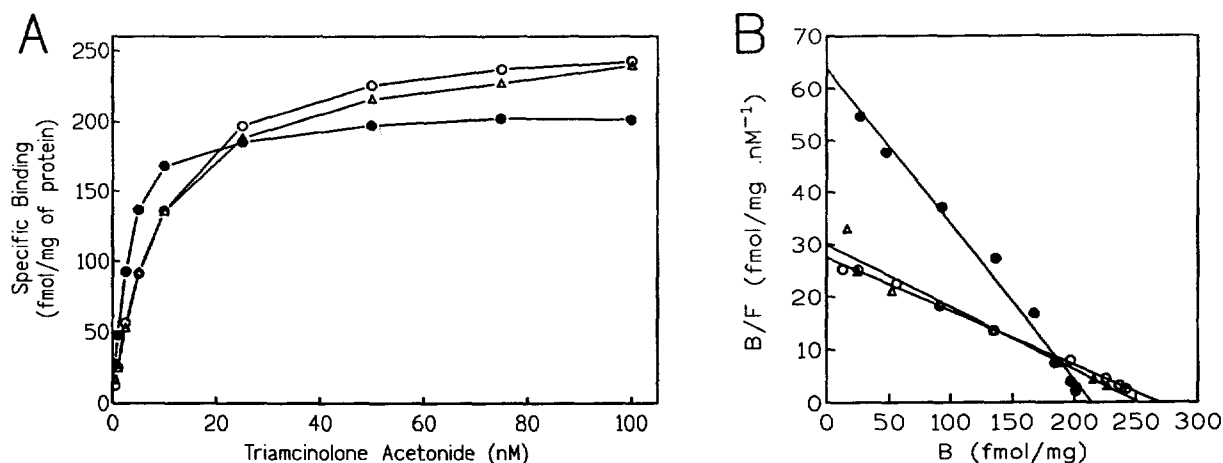 A
Specific Binding
(fmol/mg of protein)
250
200
150
100
50
0
0 20 40 60 80 100
Triamcinolone Acetonide (nM)
B
B/F (fmol/mg .nM⁻¹)
70
60
50
40
30
20
10
0
0 50 100 150 200 250 300
B (fmol/mg)